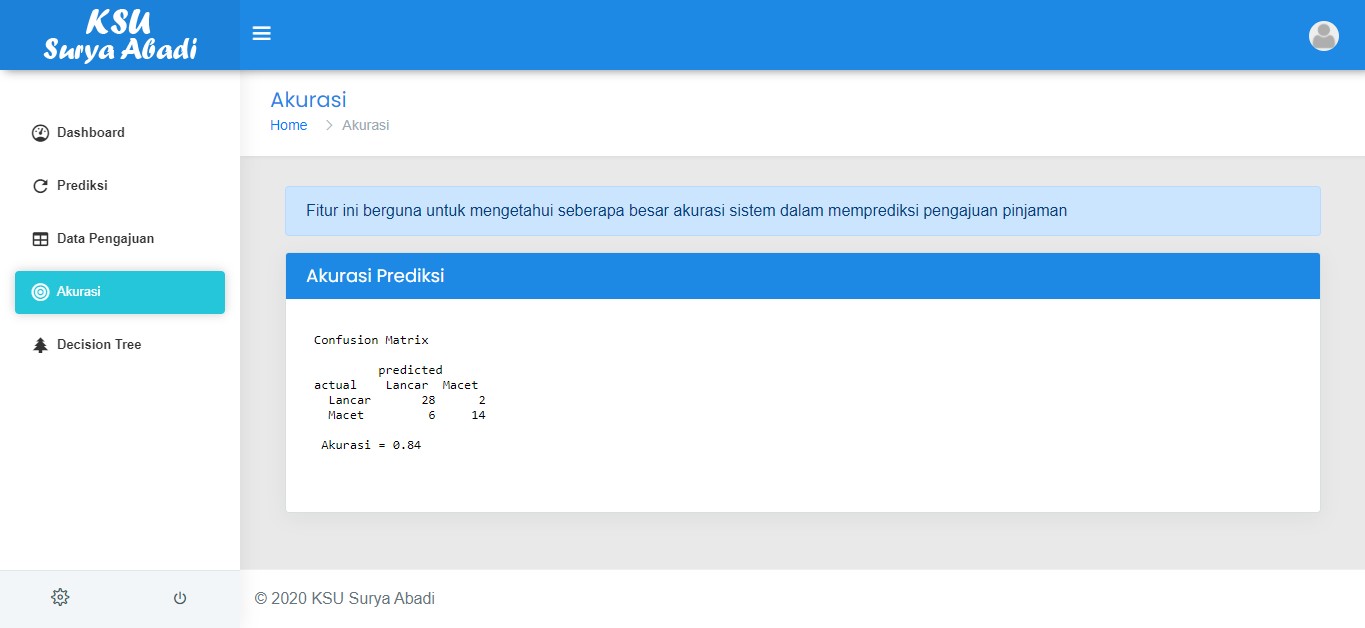 KSU
Surya Abadi
Dashboard
Prediksi
Data Pengajuan
Akurasi
Decision Tree
Akurasi
Home > Akurasi
Fitur ini berguna untuk mengetahui seberapa besar akurasi sistem dalam memprediksi pengajuan pinjaman
Akurasi Prediksi
Confusion Matrix
predicted
actual Lancar Macet
Lancar 28 2
Macet 6 14
Akurasi = 0.84
© 2020 KSU Surya Abadi